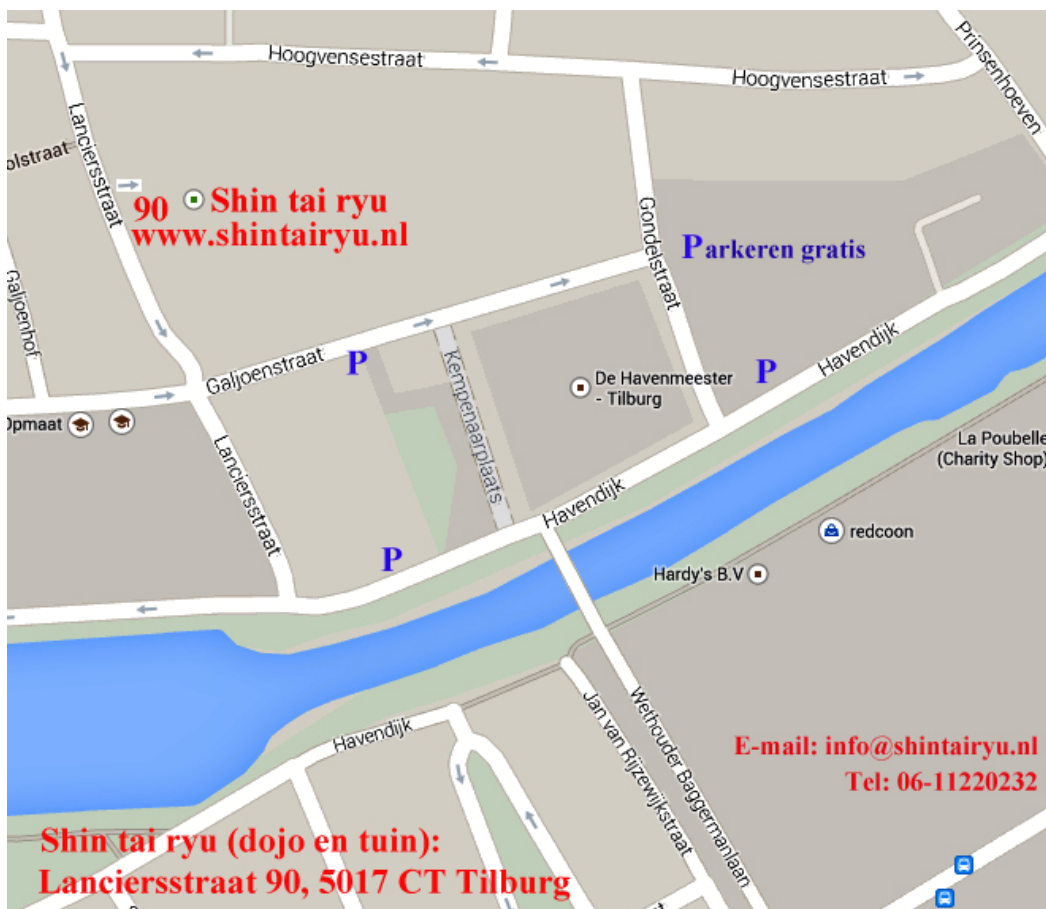 Prinsenhoeven
Hoogvensestraat
Hoogvensestraat
Lanciersstraat
olstraat
90 Shin tai ryu
www.shintairyu.nl
Gondelstraat
Parkeren gratis
Galjoenhof
Havendijk
Galjoenstraat
P
Kempenaarplaats
P
De Havenmeester
- Tilburg
Opmaat
Lanciersstraat
La Poubelle
(Charity Shop)
Havendijk
redcoon
P
Hardy's B.V
Havendijk
Jan van Rijzewijkstraat
Wethouder Baggermanlaan
E-mail: info@shintairyu.nl
Tel: 06-11220232
Shin tai ryu (dojo en tuin):
Lanciersstraat 90, 5017 CT Tilburg